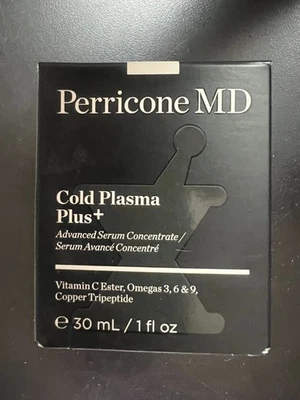 Perricone MD
Cold Plasma
Plus+
Advanced Serum Concentrate/
Serum Avancé Concentré
Vitamin C Ester, Omegas 3, 6 & 9,
Copper Tripeptide
℮ 30 mL / 1 fl oz